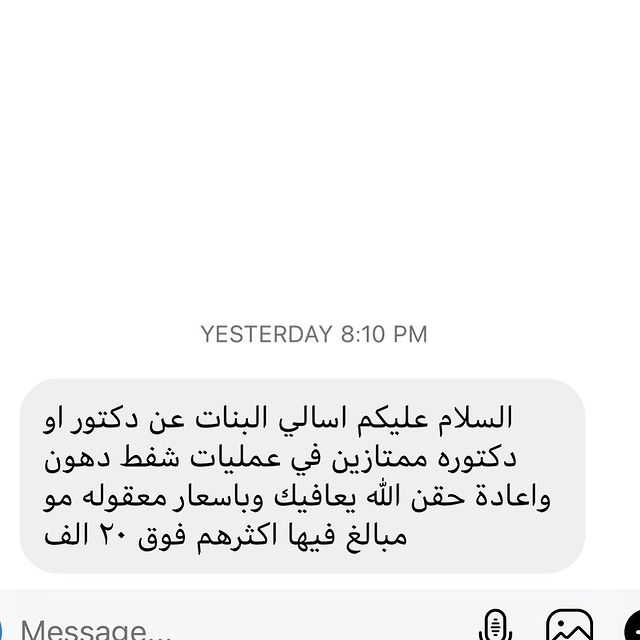 YESTERDAY 8:10 PM
السلام عليكم اسالي البنات عن دكتور او
دكتوره ممتازين في عمليات شفط دهون
واعادة حقن الله يعافيك وباسعار معقوله مو
مبالغ فيها اكثرهم فوق ٢٠ الف
Message...